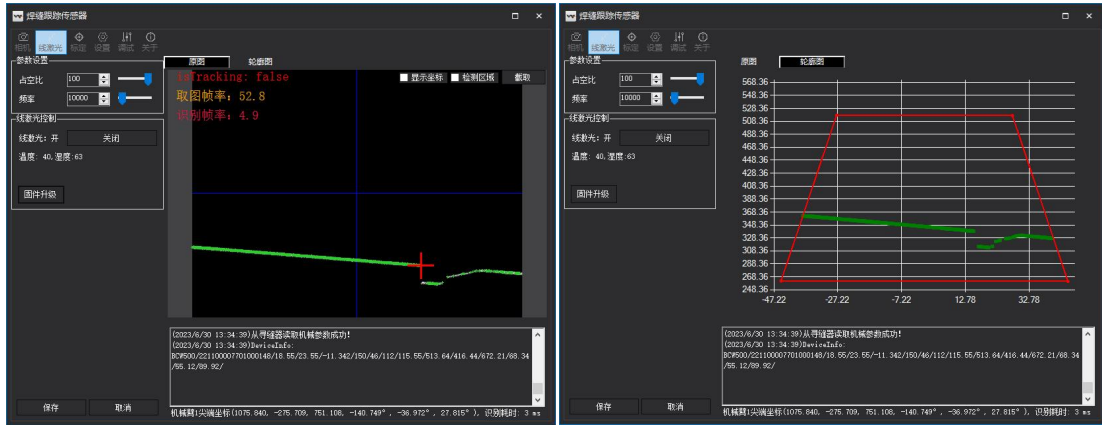 焊缝跟踪传感器
相机 线激光 标定 设置 调试 关于
参数设置
占空比 100
频率 10000
线激光控制
线激光: 开 关闭
温度: 40,湿度:63
固件升级
保存 取消
原图 轮廓图
IsTracking: false
显示坐标 检测区域 截取
取图帧率: 52.8
识别帧率: 4.9
(2023/6/30 13:34:39)从寻缝器读取机械参数成功!
(2023/6/30 13:34:39)DeviceInfo:
BCW500/221100007701000148/18.55/23.55/-11.342/150/46/112/115.55/513.64/416.44/672.21/68.34
/55.12/89.92/
机械臂1尖端坐标(1075.840, -275.709, 751.108, -140.749°, -36.972°, 27.815°), 识别耗时: 3 ms
焊缝跟踪传感器
相机 线激光 标定 设置 调试 关于
参数设置
占空比 100
频率 10000
线激光控制
线激光: 开 关闭
温度: 40,湿度:63
固件升级
保存 取消
原图 轮廓图
568.36
548.36
528.36
508.36
488.36
468.36
448.36
428.36
408.36
388.36
368.36
348.36
328.36
308.36
288.36
268.36
248.36
-47.22 -27.22 -7.22 12.78 32.78
(2023/6/30 13:34:39)从寻缝器读取机械参数成功!
(2023/6/30 13:34:39)DeviceInfo:
BCW500/221100007701000148/18.55/23.55/-11.342/150/46/112/115.55/513.64/416.44/672.21/68.34
/55.12/89.92/
机械臂1尖端坐标(1075.840, -275.709, 751.108, -140.749°, -36.972°, 27.815°), 识别耗时: 3 ms